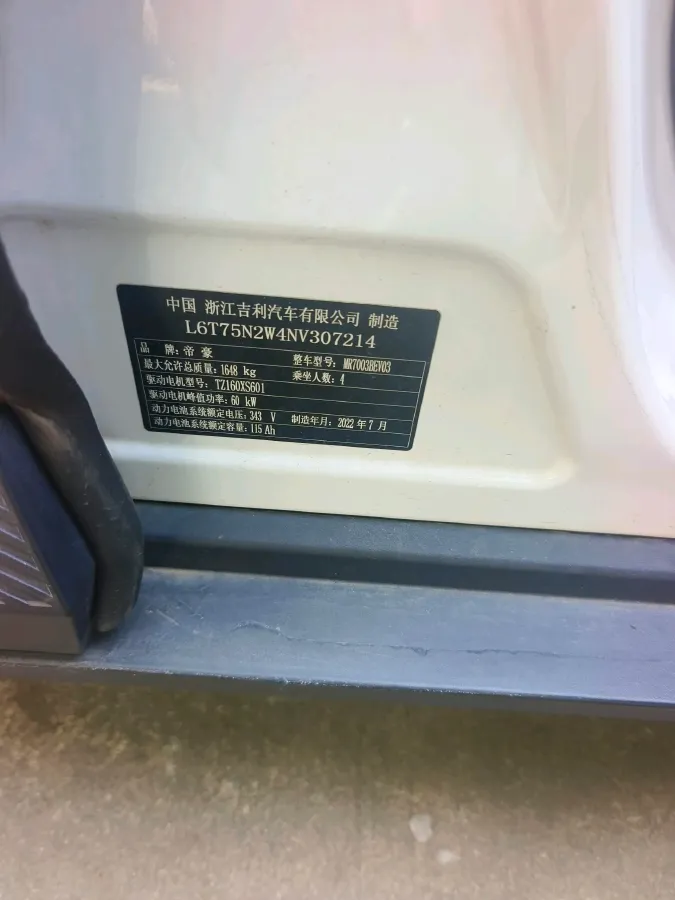 中国 浙江吉利汽车有限公司 制造
L6T75N2W4NV307214
品 牌: 帝豪 整车型号: MR7003BEV03
最大允许总质量: 1648 kg 乘坐人数: 4
驱动电机型号: TZ160XS601
驱动电机峰值功率: 60 kW
动力电池系统额定电压: 343 V 制造年月: 2022 年 7 月
动力电池系统额定容量: 115 Ah